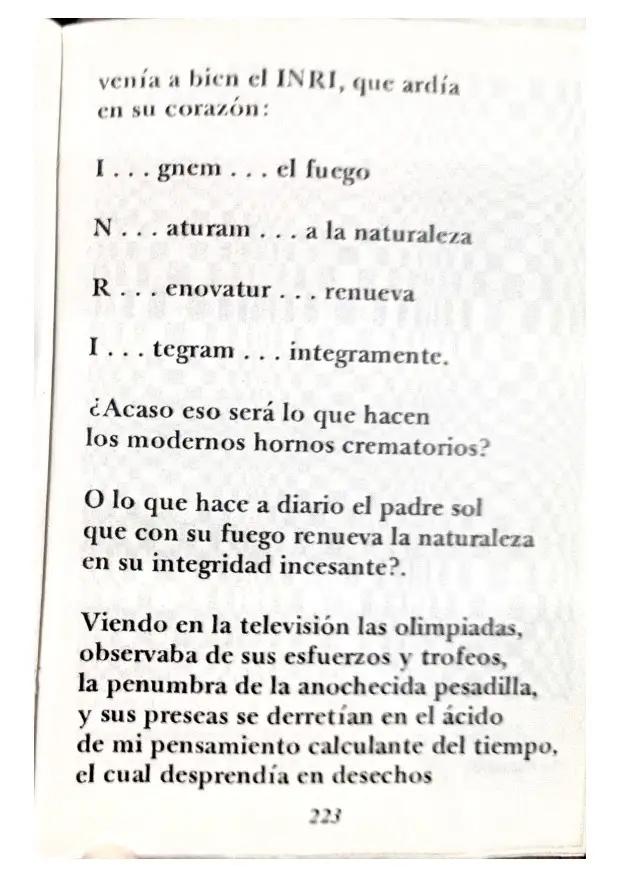 venía a bien el INRI, que ardía
en su corazón:
I . . . gnem . . . el fuego
N . . . aturam . . . a la naturaleza
R . . . enovatur . . . renueva
I . . . tegram . . . integramente.
¿Acaso eso será lo que hacen
los modernos hornos crematorios?
O lo que hace a diario el padre sol
que con su fuego renueva la naturaleza
en su integridad incesante?.
Viendo en la televisión las olimpiadas,
observaba de sus esfuerzos y trofeos,
la penumbra de la anochecida pesadilla,
y sus preseas se derretían en el ácido
de mi pensamiento calculante del tiempo,
el cual desprendía en desechos
223